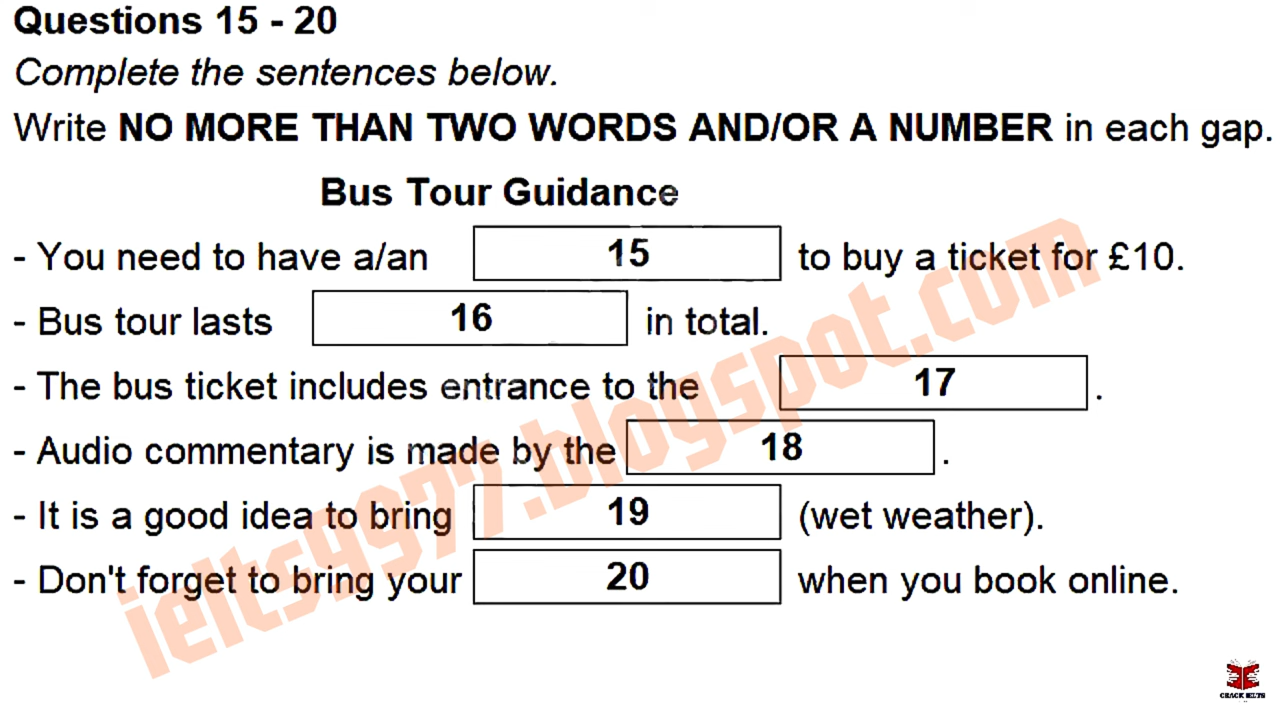 Questions 15 - 20
Complete the sentences below.
Write NO MORE THAN TWO WORDS AND/OR A NUMBER in each gap.
Bus Tour Guidance
- You need to have a/an 15 to buy a ticket for £10.
- Bus tour lasts 16 in total.
- The bus ticket includes entrance to the 17 .
- Audio commentary is made by the 18 .
- It is a good idea to bring 19 (wet weather).
- Don't forget to bring your 20 when you book online.
ielts9977.blogspot.com
CRACK IELTS